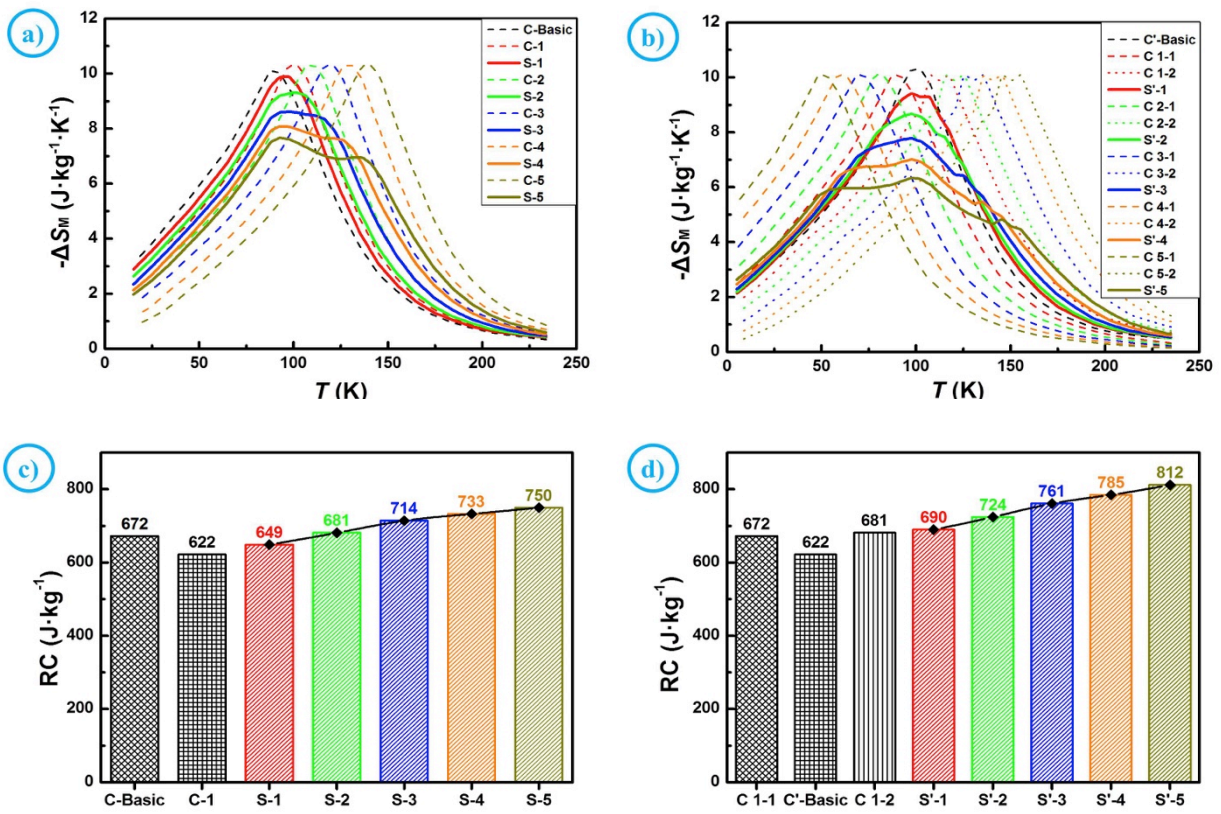 a)
12
10
8
6
4
2
0
-ΔSM (J·kg⁻¹·K⁻¹)
0 50 100 150 200 250
T (K)
C-Basic
C-1
S-1
C-2
S-2
C-3
S-3
C-4
S-4
C-5
S-5
b)
12
10
8
6
4
2
0
-ΔSM (J·kg⁻¹·K⁻¹)
0 50 100 150 200 250
T (K)
C'-Basic
C 1-1
C 1-2
S'-1
C 2-1
C 2-2
S'-2
C 3-1
C 3-2
S'-3
C 4-1
C 4-2
S'-4
C 5-1
C 5-2
S'-5
c)
800
600
400
200
0
RC (J·kg⁻¹)
672 622 649 681 714 733 750
C-Basic C-1 S-1 S-2 S-3 S-4 S-5
d)
800
600
400
200
0
RC (J·kg⁻¹)
672 622 681 690 724 761 785 812
C 1-1 C'-Basic C 1-2 S'-1 S'-2 S'-3 S'-4 S'-5